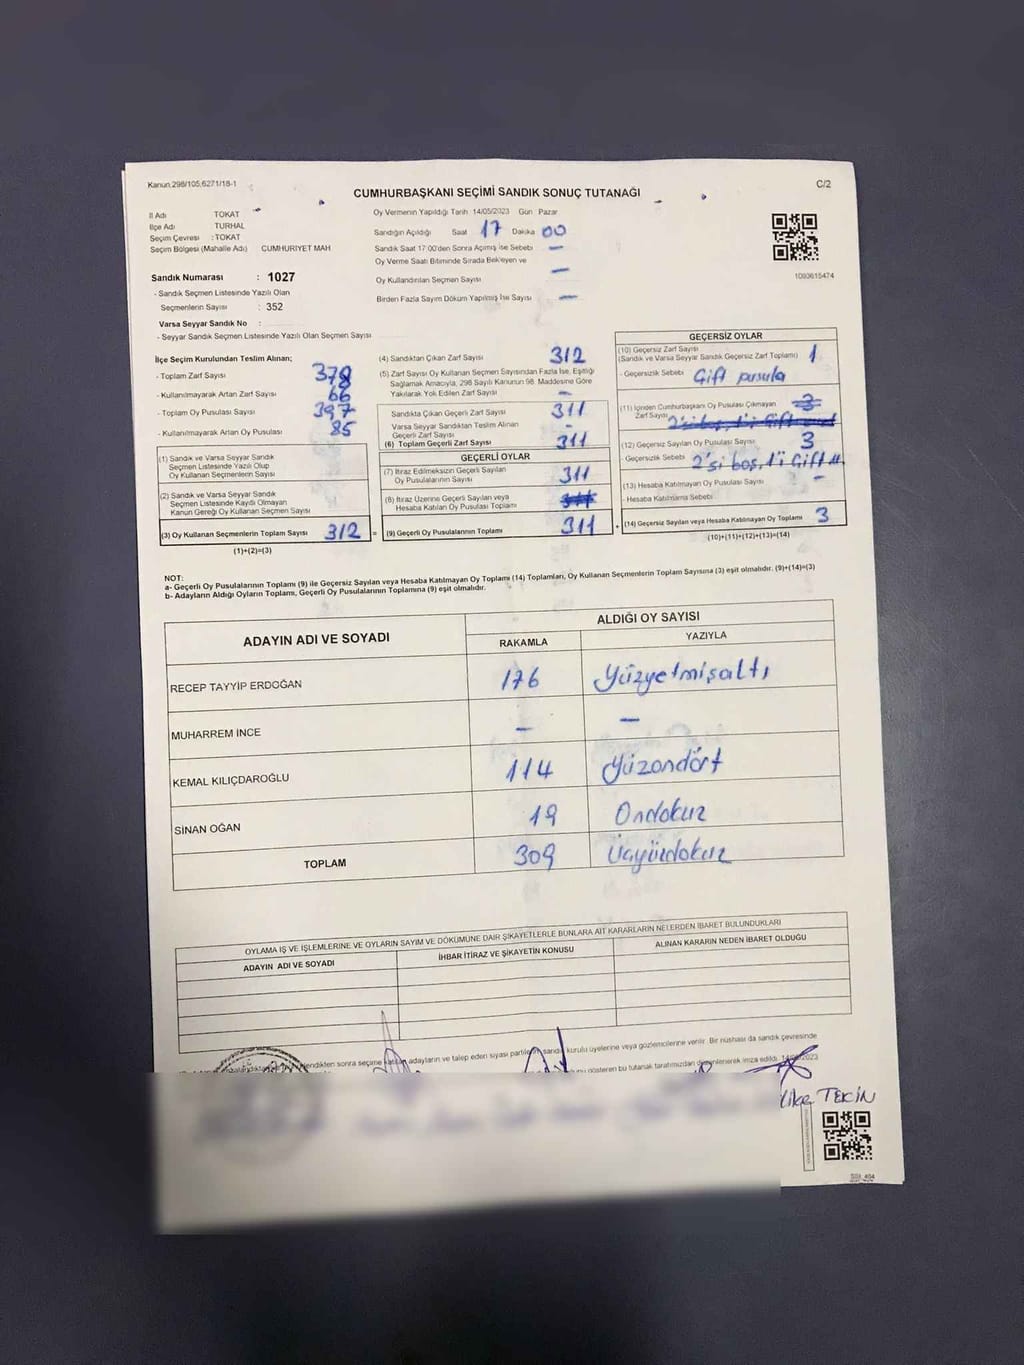 Kanun,298/105,6271/18-1
C/2
CUMHURBAŞKANI SEÇİMİ SANDIK SONUÇ TUTANAĞI
İl Adı TOKAT
İlçe Adı TURHAL
Seçim Çevresi :TOKAT
Seçim Bölgesi (Mahalle Adı) CUMHURİYET MAH.
Sandık Numarası : 1027
- Sandık Seçmen Listesinde Yazılı Olan
Seçmenlerin Sayısı : 352
Varsa Seyyar Sandık No :
- Seyyar Sandık Seçmen Listesinde Yazılı Olan Seçmen Sayısı
Oy Vermenin Yapıldığı Tarih 14/05/2023 Gün Pazar
Sandığın Açıldığı Saat 17 Dakika 00
Sandık Saat 17:00'den Sonra Açımış İse Sebebi —
Oy Verme Saati Bitiminde Sırada Bekleyen ve
Oy Kullandırılan Seçmen Sayısı —
Birden Fazla Sayım Döküm Yapılmış İse Sayısı —
1093615474
İlçe Seçim Kurulundan Teslim Alınan;
- Toplam Zarf Sayısı 378
- Kullanılmayarak Artan Zarf Sayısı 66
- Toplam Oy Pusulası Sayısı 397
- Kullanılmayarak Artan Oy Pusulası 85
(1) Sandık ve Varsa Seyyar Sandık
Seçmen Listesinde Yazılı Olup
Oy Kullanan Seçmenlerin Sayısı
(2) Sandık ve Varsa Seyyar Sandık
Seçmen Listesinde Kaydı Olmayan
Kanun Gereği Oy Kullanan Seçmen Sayısı
(3) Oy Kullanan Seçmenlerin Toplam Sayısı 312 =
(1)+(2)=(3)
(4) Sandıktan Çıkan Zarf Sayısı 312
(5) Zarf Sayısı Oy Kullanan Seçmen Sayısından Fazla İse, Eşitliği
Sağlamak Amacıyla, 298 Sayılı Kanunun 98. Maddesine Göre
Yakılarak Yok Edilen Zarf Sayısı —
Sandıkta Çıkan Geçerli Zarf Sayısı 311
Varsa Seyyar Sandıktan Teslim Alınan
Geçerli Zarf Sayısı -
(6) Toplam Geçerli Zarf Sayısı 311
GEÇERLİ OYLAR
(7) İtiraz Edilmeksizin Geçerli Sayılan
Oy Pusulasının Sayısı 311
(8) İtiraz Üzerine Geçerli Sayılan veya
Hesaba Katılan Oy Pusulası Toplamı
(9) Geçerli Oy Pusulalarının Toplamı 311 +
GEÇERSİZ OYLAR
(10) Geçersiz Zarf Sayısı
(Sandık ve Varsa Seyyar Sandık Geçersiz Zarf Toplamı) 1
- Geçersizlik Sebebi Çift pusula
(11) İçinden Cumhurbaşkanı Oy Pusulası Çıkmayan
Zarf Sayısı
(12) Geçersiz Sayılan Oy Pusulası Sayısı 3
- Geçersizlik Sebebi 2'si boş, 1'i Çift
(13) Hesaba Katılmayan Oy Pusulası Sayısı -
- Hesaba Katılmama Sebebi
(14) Geçersiz Sayılan veya Hesaba Katılmayan Oy Toplamı 3
(10)+(11)+(12)+(13)=(14)
NOT:
a- Geçerli Oy Pusulalarının Toplamı (9) ile Geçersiz Sayılan veya Hesaba Katılmayan Oy Toplamı (14) Toplamları, Oy Kullanan Seçmenlerin Toplam Sayısına (3) eşit olmalıdır. (9)+(14)=(3)
b- Adayların Aldığı Oyların Toplamı, Geçerli Oy Pusulalarının Toplamına (9) eşit olmalıdır.
ADAYIN ADI VE SOYADI ALDIĞI OY SAYISI
RAKAMLA YAZIYLA
RECEP TAYYİP ERDOĞAN 176 Yüzyetmişaltı
MUHARREM İNCE — —
KEMAL KILIÇDAROĞLU 114 Yüzondört
SİNAN OĞAN 19 Ondokuz
TOPLAM 309 Üçyüzdokuz
OYLAMA İŞ VE İŞLEMLERİNE VE OYLARIN SAYIM VE DÖKÜMÜNE DAİR ŞİKAYETLERLE BUNLARA AİT KARARLARIN NELERDEN İBARET BULUNDUKLARI
ADAYIN ADI VE SOYADI İHBAR İTİRAZ VE ŞİKAYETİN KONUSU ALINAN KARARIN NEDEN İBARET OLDUĞU
sonra seçime katılan adayların ve talep eden siyasi sandık kurulu üyelerine veya gözlemcilerine verilir. Bir nüshası da sandık çevresinde
gösteren bu tutanak tarafımızdan düzenlenerek imza edildi.
TEKİN